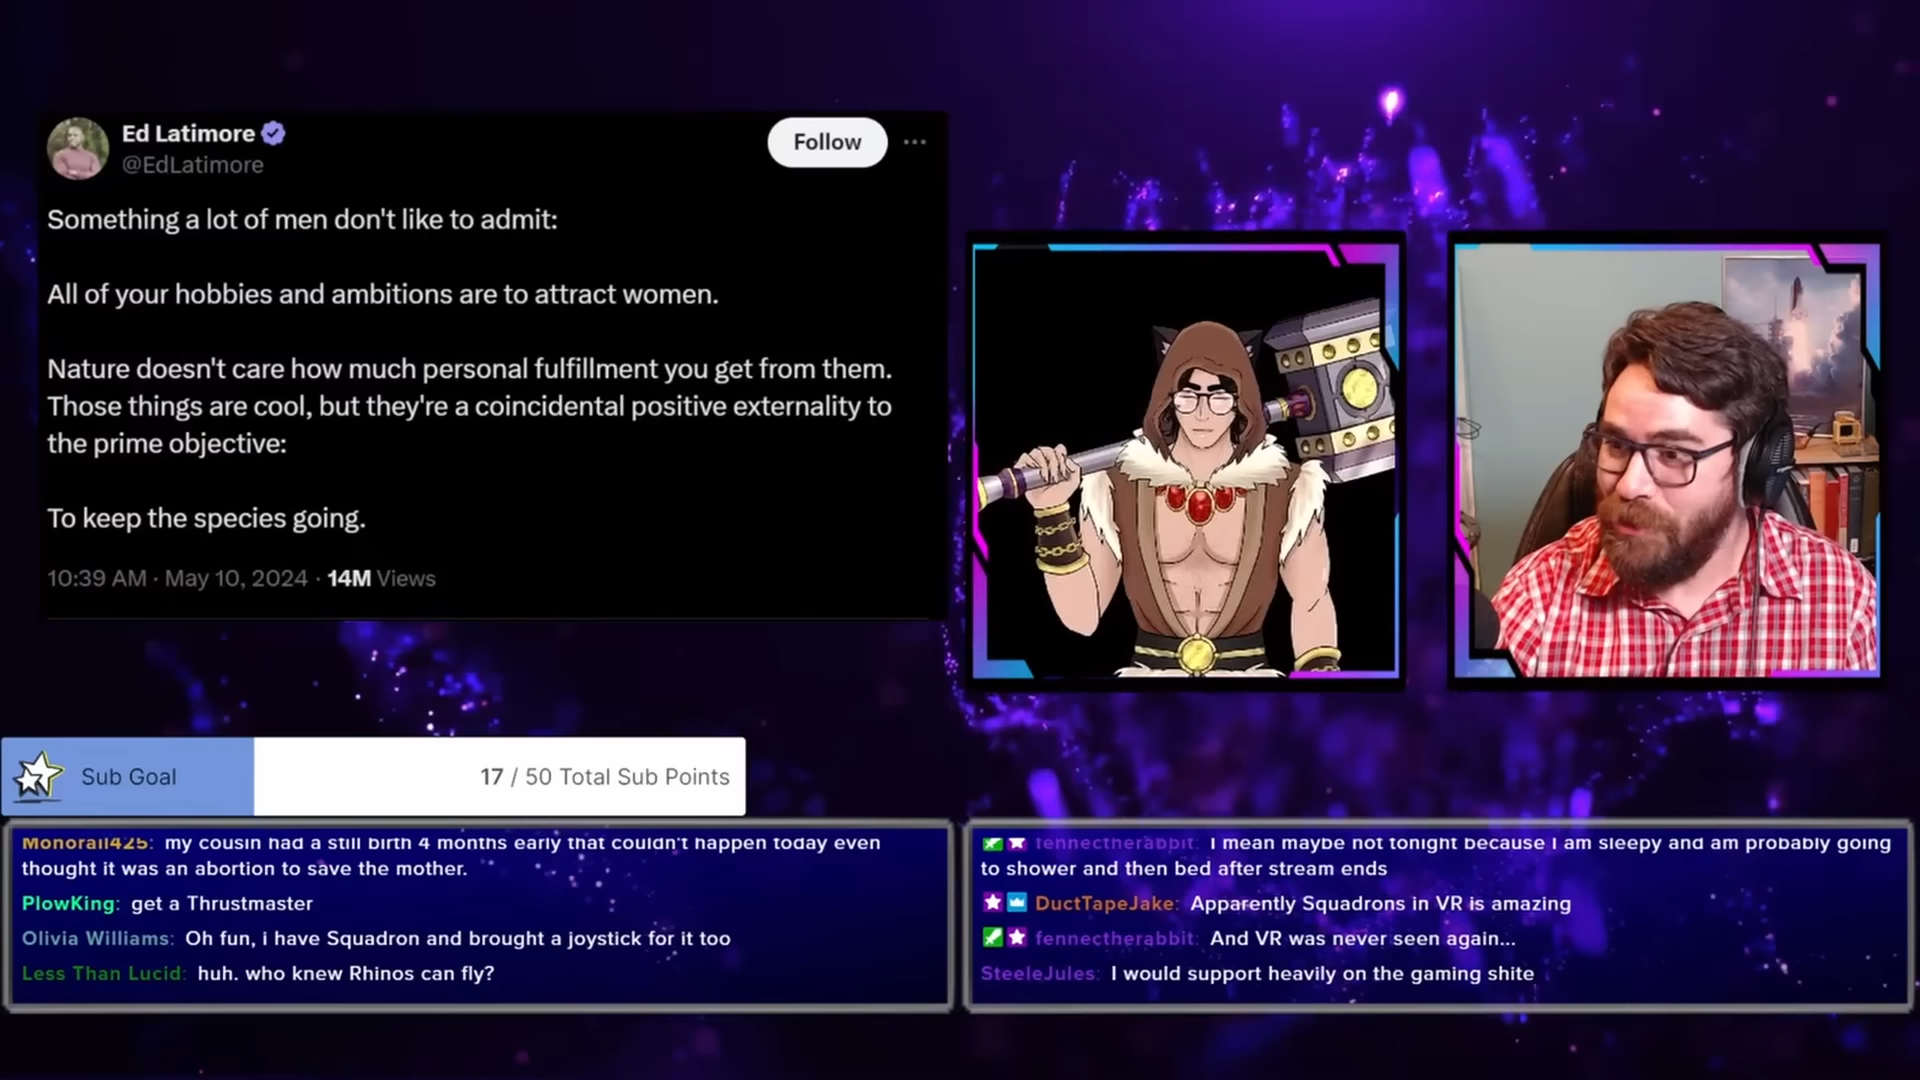 Ed Latimore
@EdLatimore
Follow
Something a lot of men don't like to admit:
All of your hobbies and ambitions are to attract women.
Nature doesn't care how much personal fulfillment you get from them.
Those things are cool, but they're a coincidental positive externality to
the prime objective:
To keep the species going.
10:39 AM · May 10, 2024 · 14M Views
Sub Goal
17 / 50 Total Sub Points
Monorail425: my cousin had a still birth 4 months early that couldn't happen today even
thought it was an abortion to save the mother.
PlowKing: get a Thrustmaster
Olivia Williams: Oh fun, i have Squadron and brought a joystick for it too
Less Than Lucid: huh. who knew Rhinos can fly?
fennectherabbit: I mean maybe not tonight because I am sleepy and am probably going
to shower and then bed after stream ends
DuctTapeJake: Apparently Squadrons in VR is amazing
fennectherabbit: And VR was never seen again...
SteeleJules: I would support heavily on the gaming shite